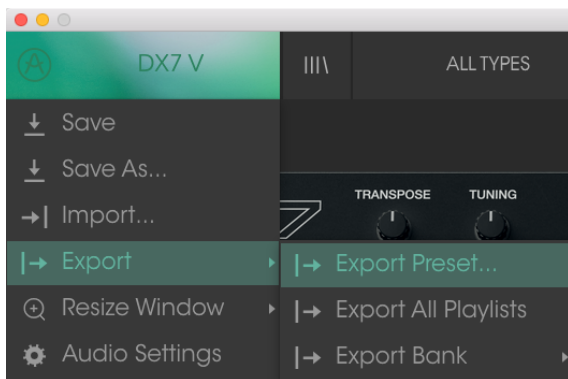 DX7 V
ALL TYPES
Save
Save As...
Import...
TRANSPOSE
TUNING
7
Export
Export Preset...
Resize Window
Export All Playlists
Audio Settings
Export Bank